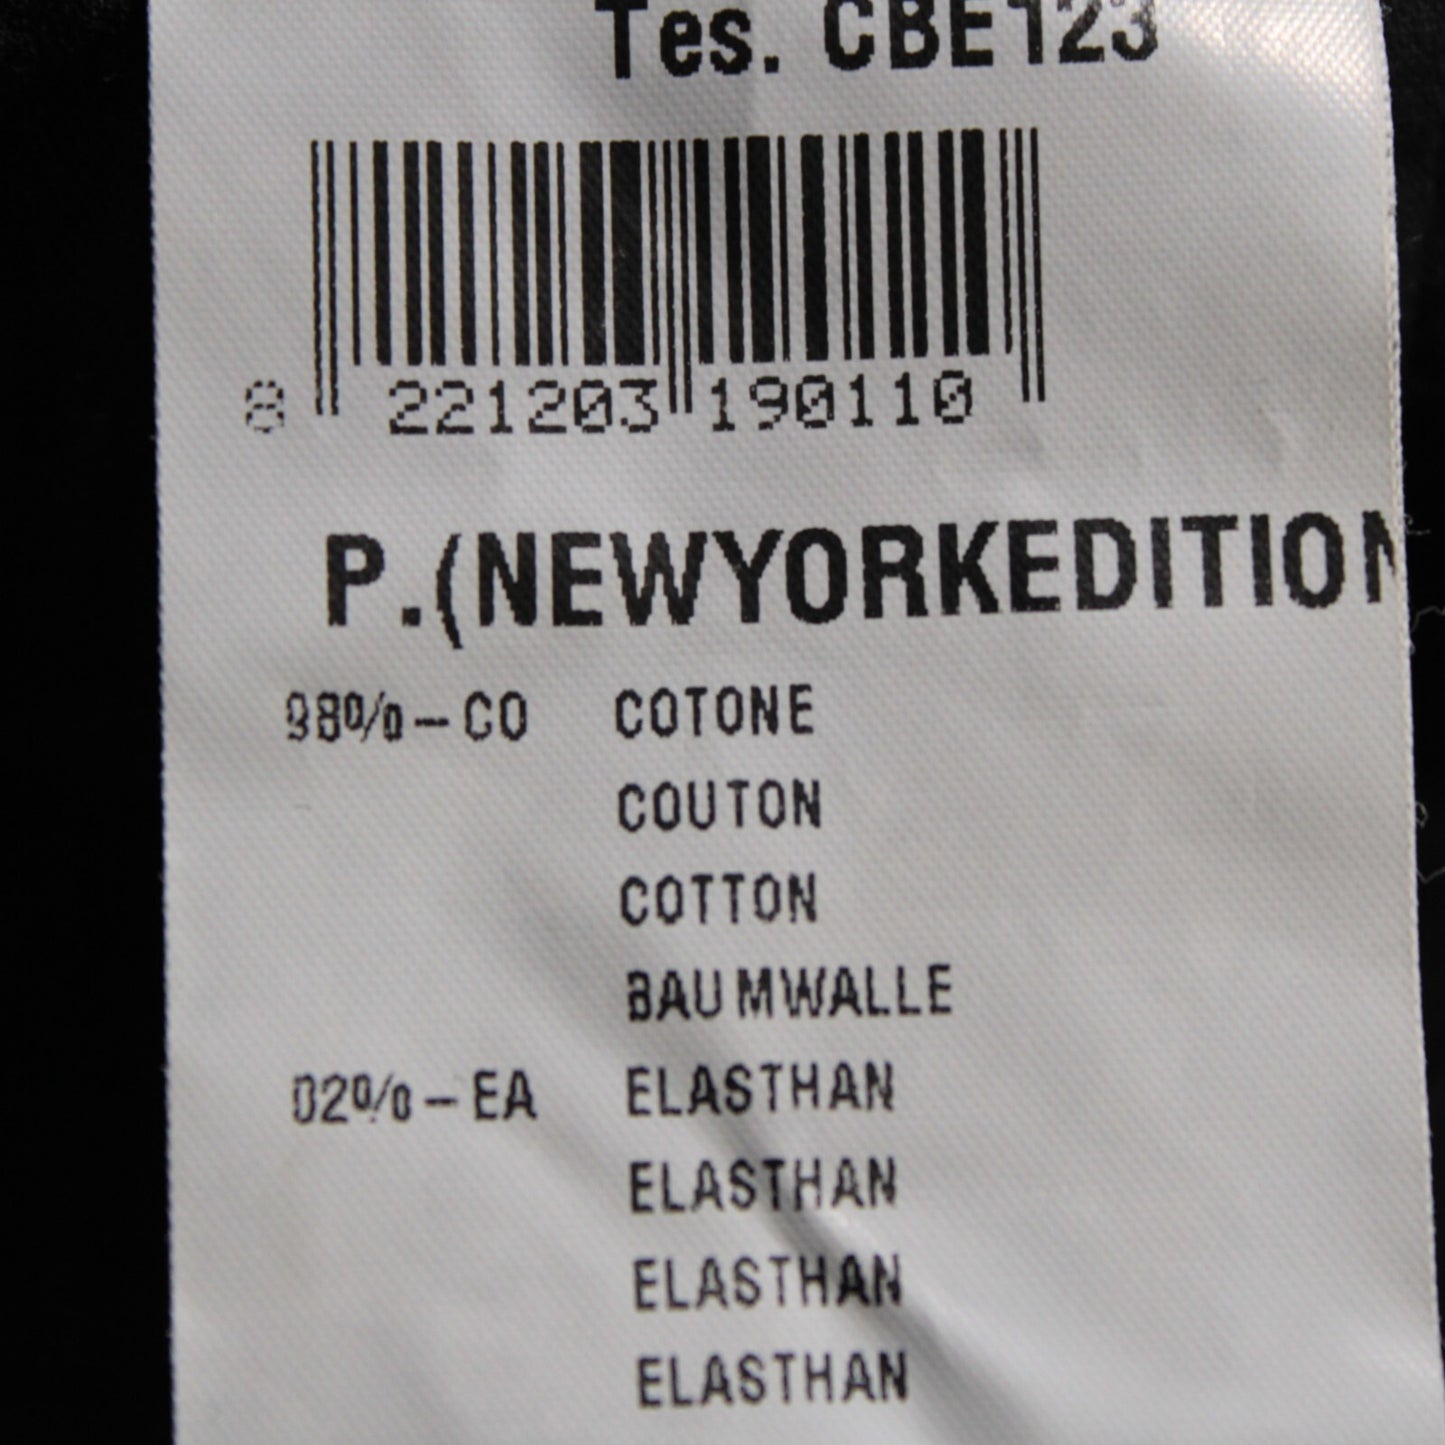 Tes. CBE123
8 221203 190110
P.(NEWYORKEDITION
98%-CO COTONE
COUTON
COTTON
BAUMWALLE
02%-EA ELASTHAN
ELASTHAN
ELASTHAN
ELASTHAN